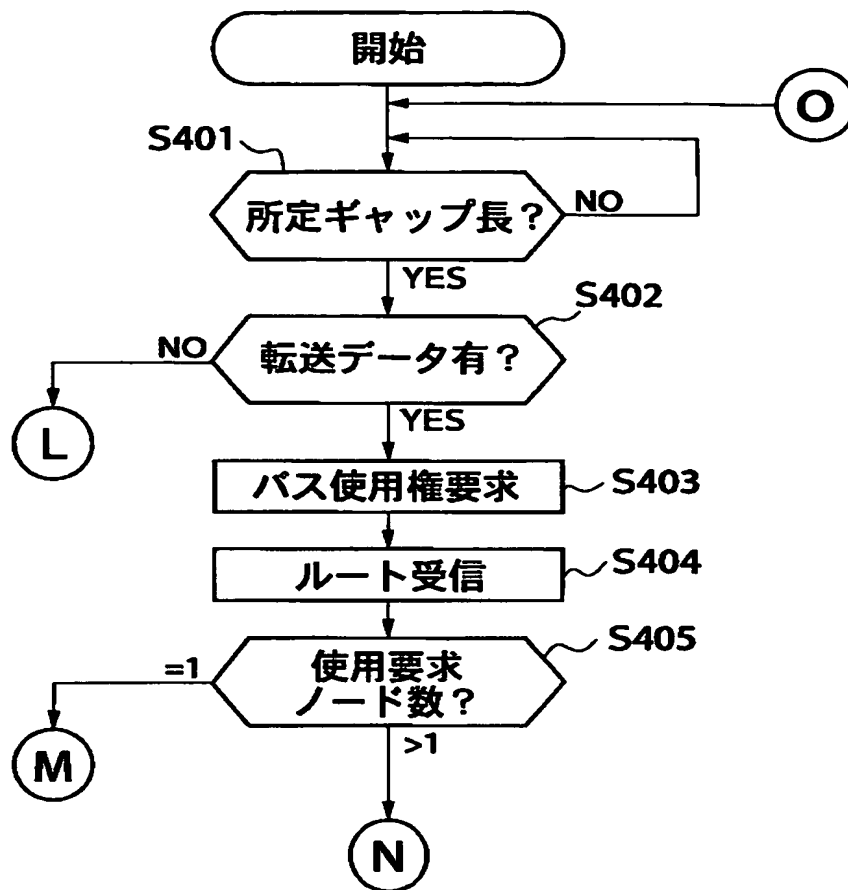 開始
O
S401
所定ギャップ長?
NO
YES
S402
転送データ有?
NO
YES
L
バス使用権要求
S403
ルート受信
S404
S405
使用要求
ノード数?
=1
>1
M
N